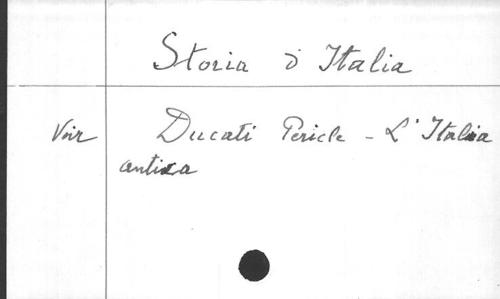 Storia d'Italia
Voir Ducati Pericle - L'Italia
antica